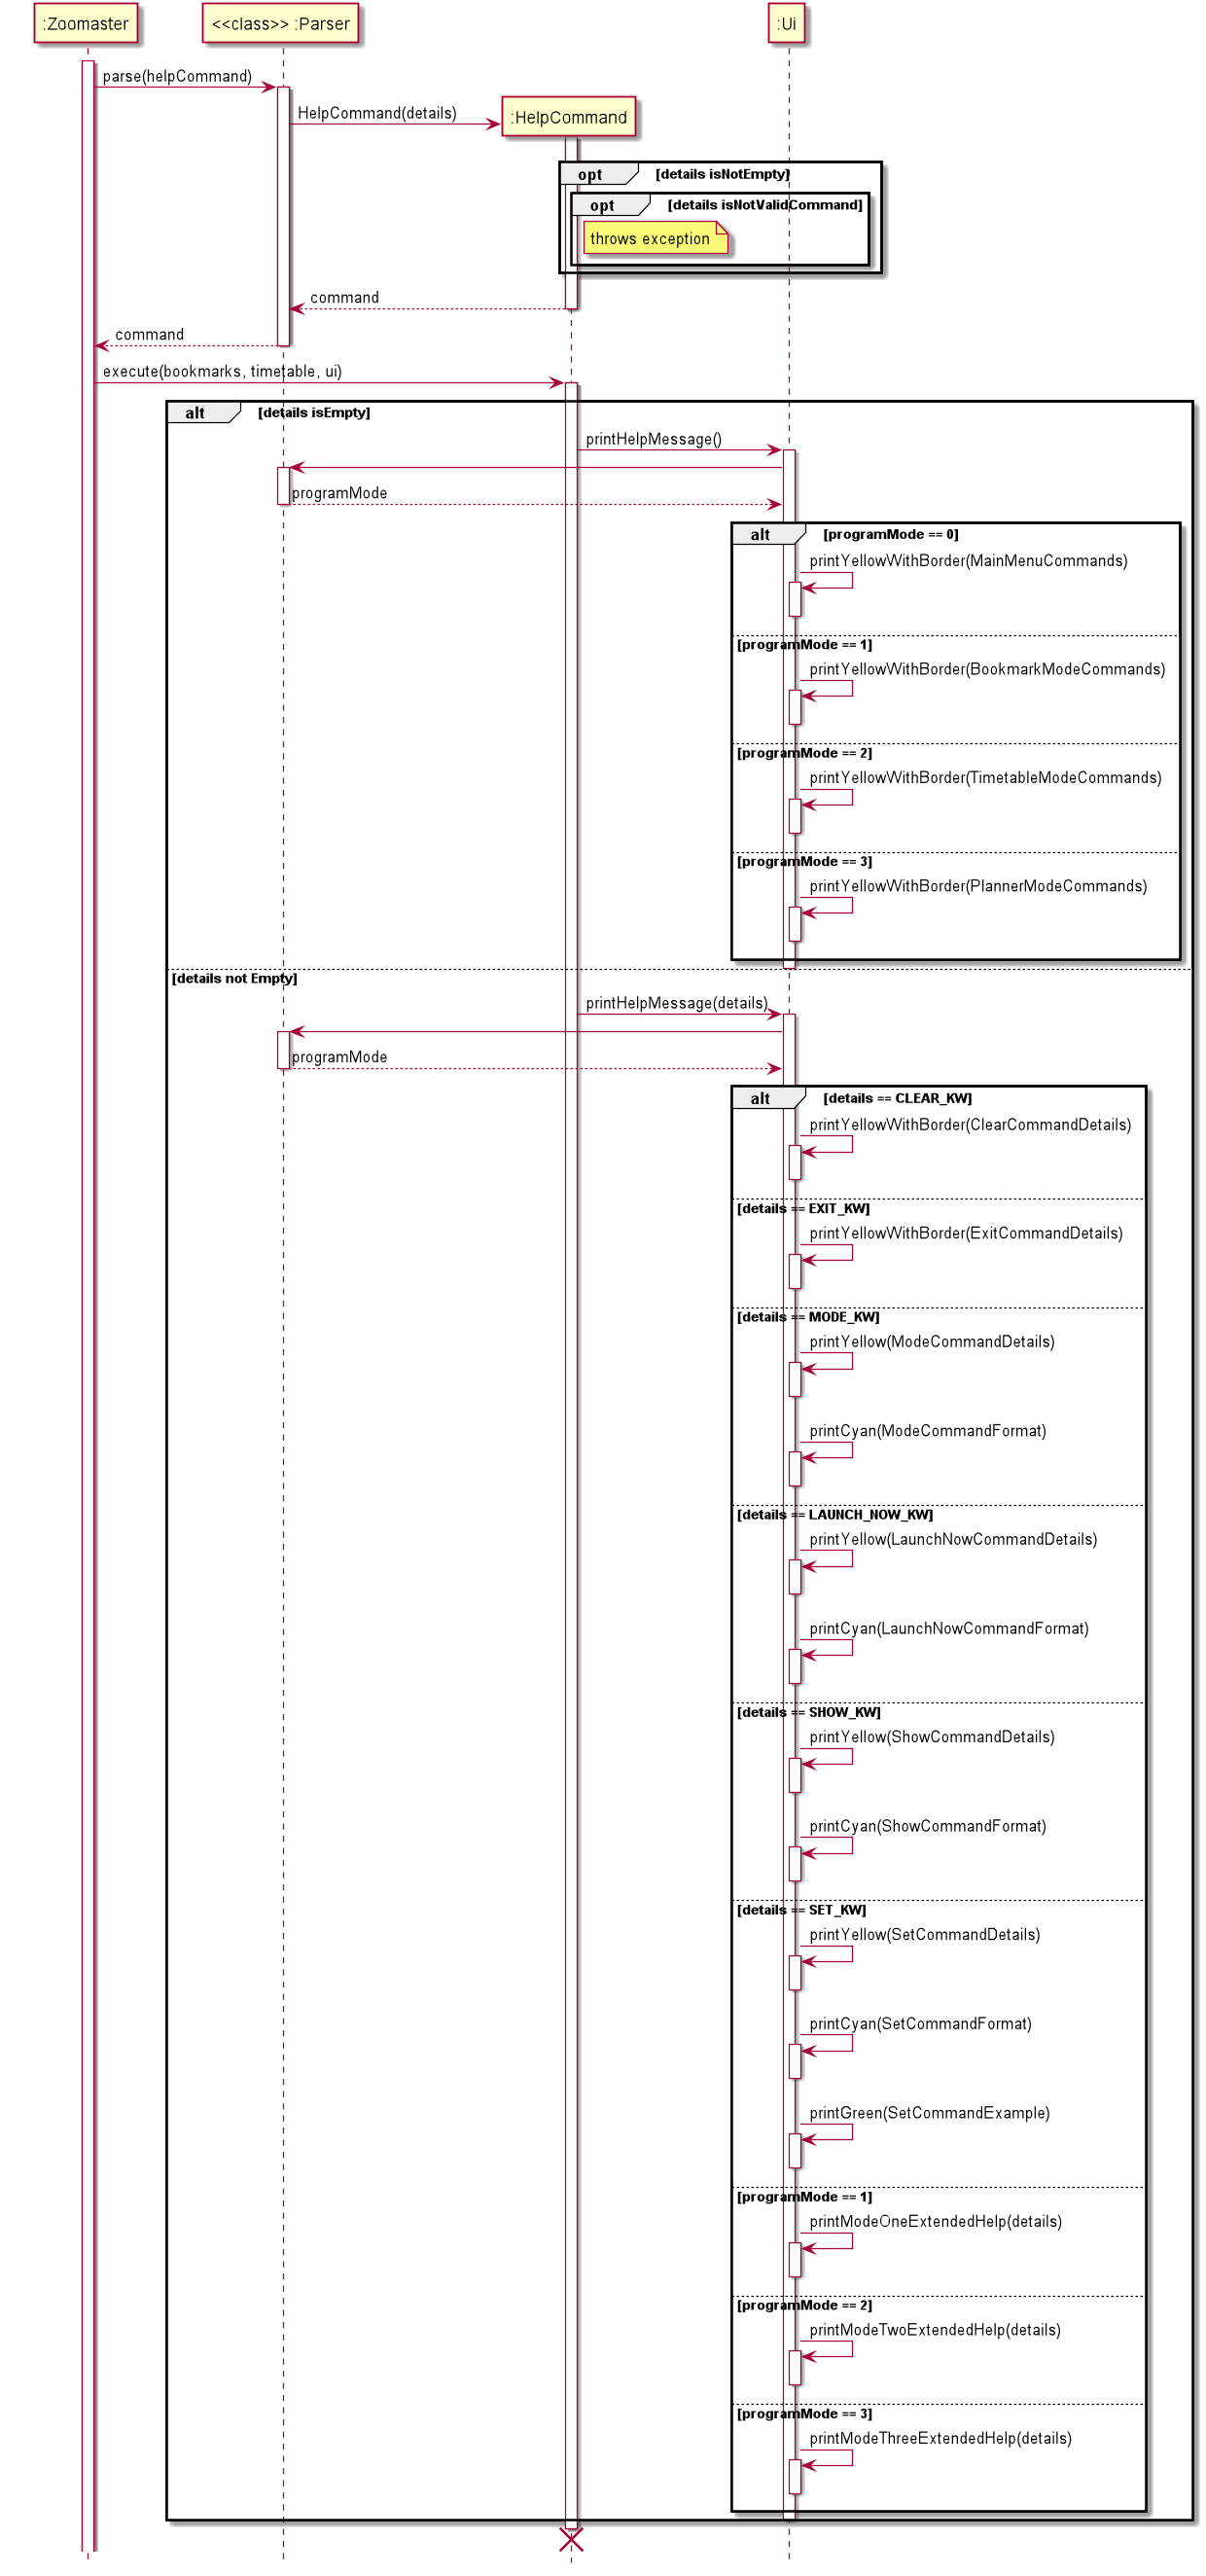 :Zoomaster
<<class>> :Parser
:Ui
parse(helpCommand)
HelpCommand(details)
:HelpCommand
opt
[details isNotEmpty]
opt
[details isNotValidCommand]
throws exception
command
command
execute(bookmarks, timetable, ui)
alt
[details isEmpty]
printHelpMessage()
programMode
alt
[programMode == 0]
printYellowWithBorder(MainMenuCommands)
[programMode == 1]
printYellowWithBorder(BookmarkModeCommands)
[programMode == 2]
printYellowWithBorder(TimetableModeCommands)
[programMode == 3]
printYellowWithBorder(PlannerModeCommands)
[details not Empty]
printHelpMessage(details)
programMode
alt
[details == CLEAR_KW]
printYellowWithBorder(ClearCommandDetails)
[details == EXIT_KW]
printYellowWithBorder(ExitCommandDetails)
[details == MODE_KW]
printYellow(ModeCommandDetails)
printCyan(ModeCommandFormat)
[details == LAUNCH_NOW_KW]
printYellow(LaunchNowCommandDetails)
printCyan(LaunchNowCommandFormat)
[details == SHOW_KW]
printYellow(ShowCommandDetails)
printCyan(ShowCommandFormat)
[details == SET_KW]
printYellow(SetCommandDetails)
printCyan(SetCommandFormat)
printGreen(SetCommandExample)
[programMode == 1]
printModeOneExtendedHelp(details)
[programMode == 2]
printModeTwoExtendedHelp(details)
[programMode == 3]
printModeThreeExtendedHelp(details)